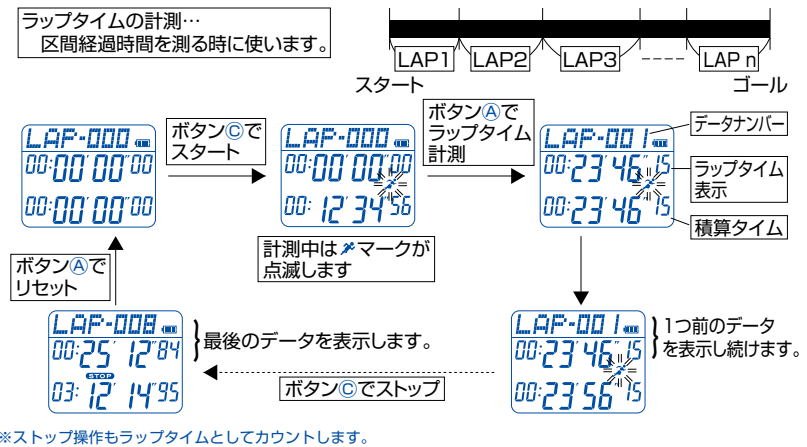 ラップタイムの計測…
区間経過時間を測る時に使います。
LAP1
LAP2
LAP3
LAP n
スタート
ゴール
LAP-000
00:00'00"00
00:00'00"00
ボタンⒸで
スタート
LAP-000
00:00'00"00
00:12'34"56
計測中はマークが
点滅します
ボタンⒶで
ラップタイム
計測
LAP-001
00:23'46"15
00:23'46"15
データナンバー
ラップタイム
表示
積算タイム
LAP-001
00:23'46"15
00:23'56"15
1つ前のデータ
を表示し続けます。
ボタンⒸでストップ
LAP-008
00:25'12"84
STOP
03:12'14"95
最後のデータを表示します。
ボタンⒶで
リセット
※ストップ操作もラップタイムとしてカウントします。